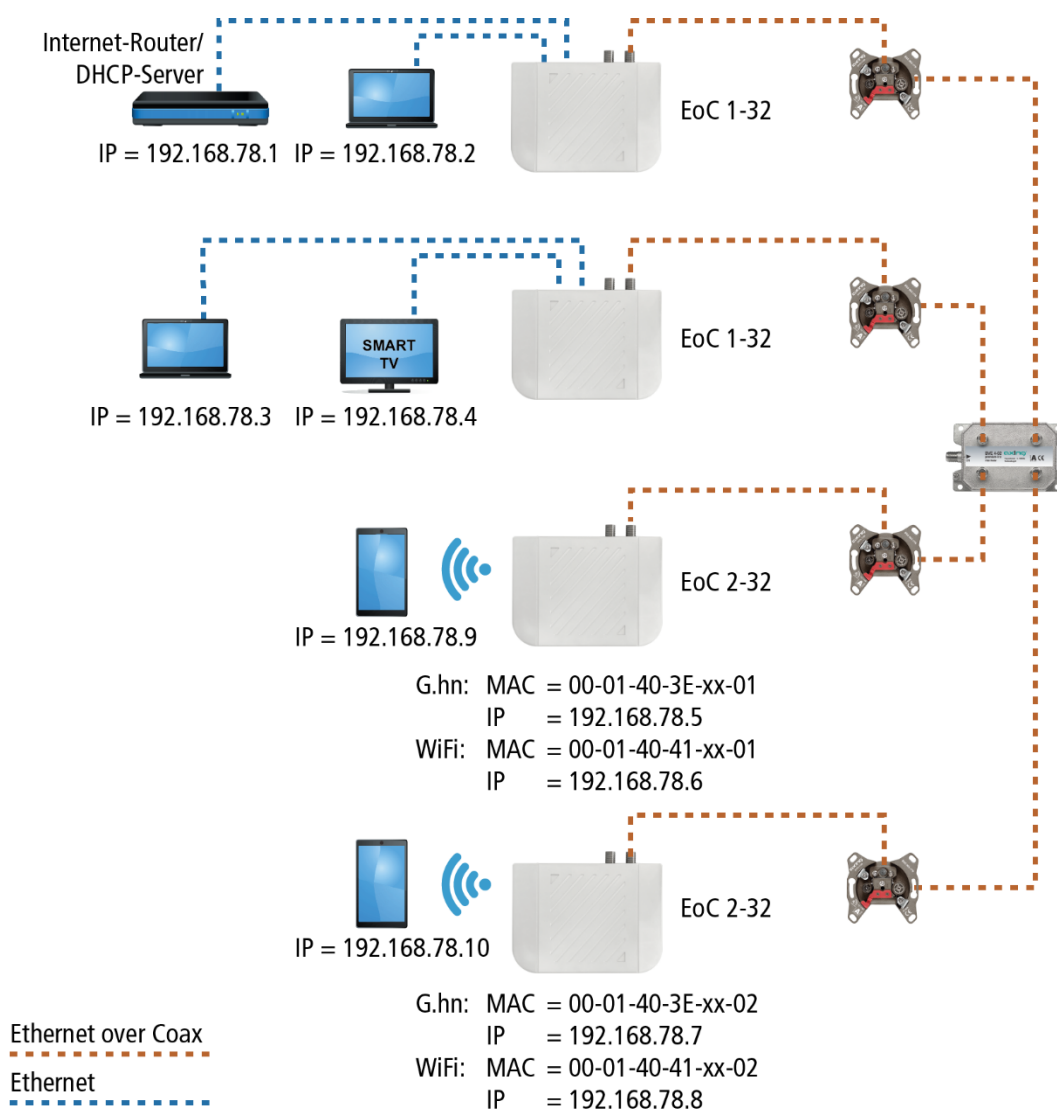 Internet-Router/
DHCP-Server
IP = 192.168.78.1
IP = 192.168.78.2
EoC 1-32
SMART
TV
IP = 192.168.78.3
IP = 192.168.78.4
EoC 1-32
IP = 192.168.78.9
EoC 2-32
G.hn: MAC = 00-01-40-3E-xx-01
IP = 192.168.78.5
WiFi: MAC = 00-01-40-41-xx-01
IP = 192.168.78.6
IP = 192.168.78.10
EoC 2-32
G.hn: MAC = 00-01-40-3E-xx-02
IP = 192.168.78.7
WiFi: MAC = 00-01-40-41-xx-02
IP = 192.168.78.8
Ethernet over Coax
Ethernet